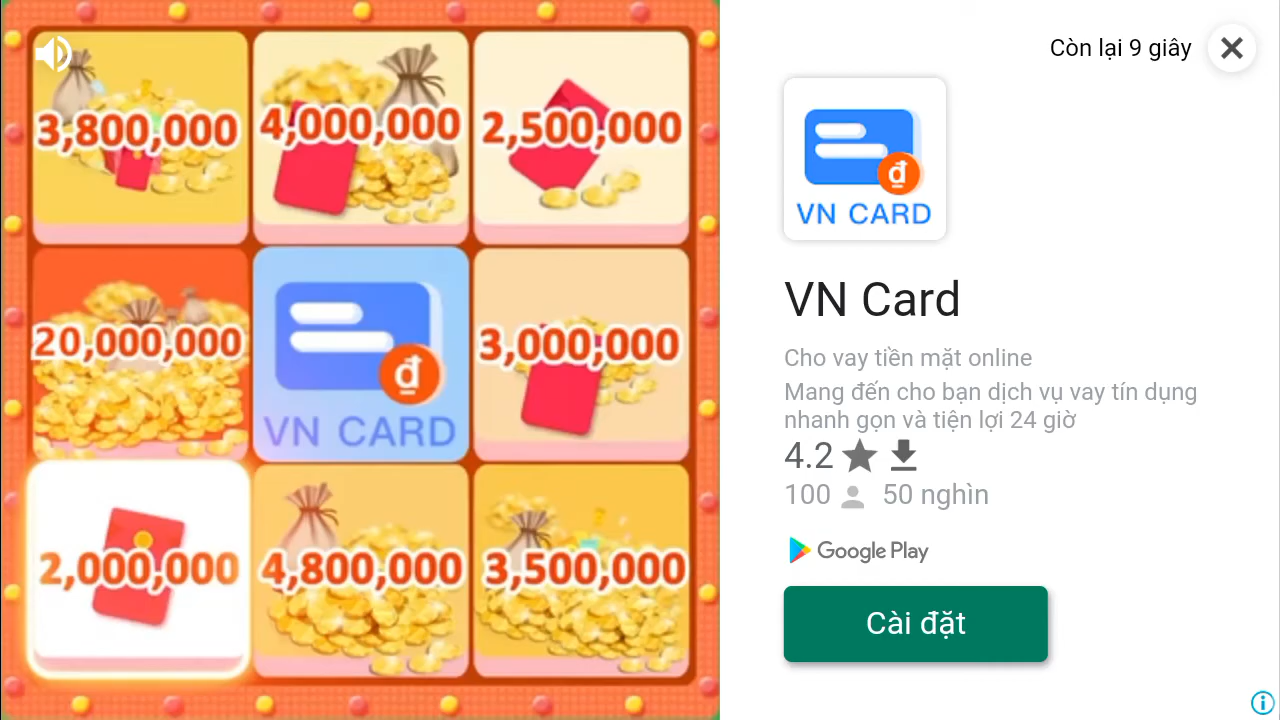 3,800,000
4,000,000
2,500,000
20,000,000
VN CARD
3,000,000
2,000,000
4,800,000
3,500,000
Còn lại 9 giây
VN CARD
VN Card
Cho vay tiền mặt online
Mang đến cho bạn dịch vụ vay tín dụng
nhanh gọn và tiện lợi 24 giờ
4.2
100 50 nghìn
Google Play
Cài đặt